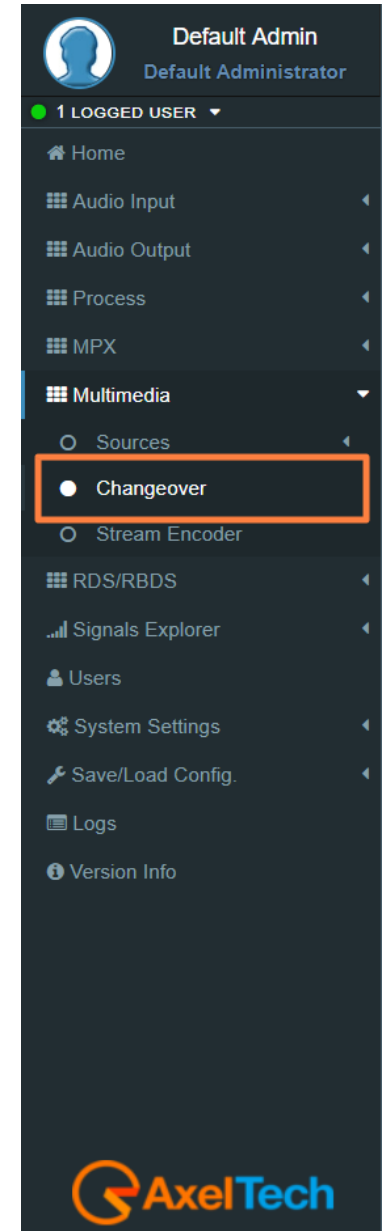 Default Admin
Default Administrator
1 LOGGED USER
Home
Audio Input
Audio Output
Process
MPX
Multimedia
Sources
Changeover
Stream Encoder
RDS/RBDS
Signals Explorer
Users
System Settings
Save/Load Config.
Logs
Version Info
AxelTech